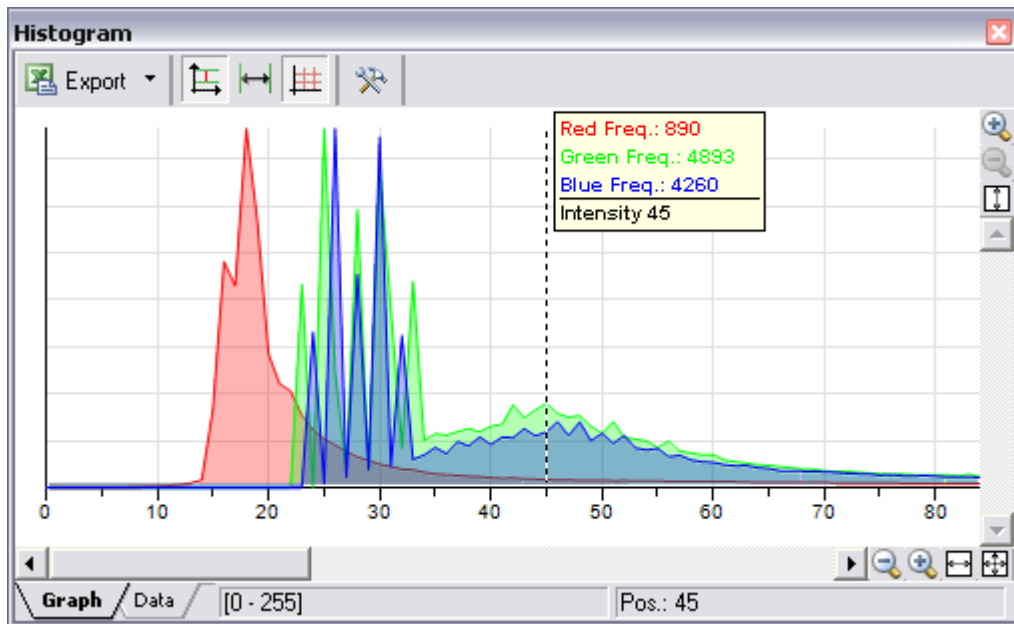 Histogram
Export
Red Freq.: 890
Green Freq.: 4893
Blue Freq.: 4260
Intensity 45
0 10 20 30 40 50 60 70 80
Graph Data [0 - 255] Pos.: 45